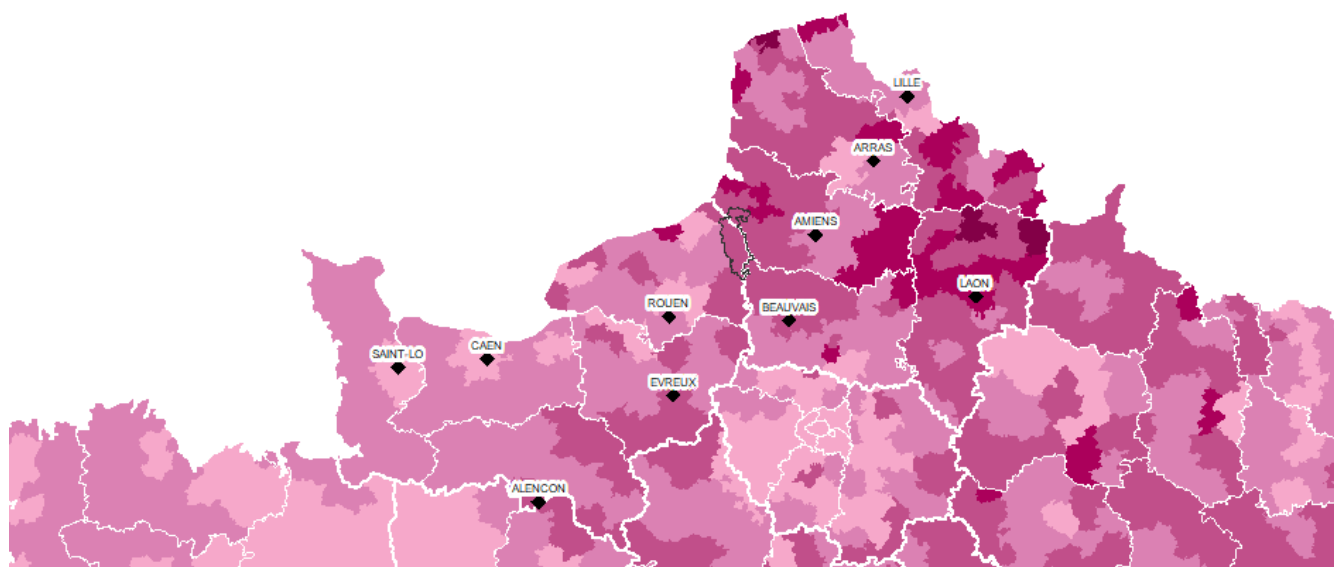 LILLE
ARRAS
AMIENS
LAON
ROUEN
BEAUVAIS
CAEN
SAINT-LO
EVREUX
ALENCON